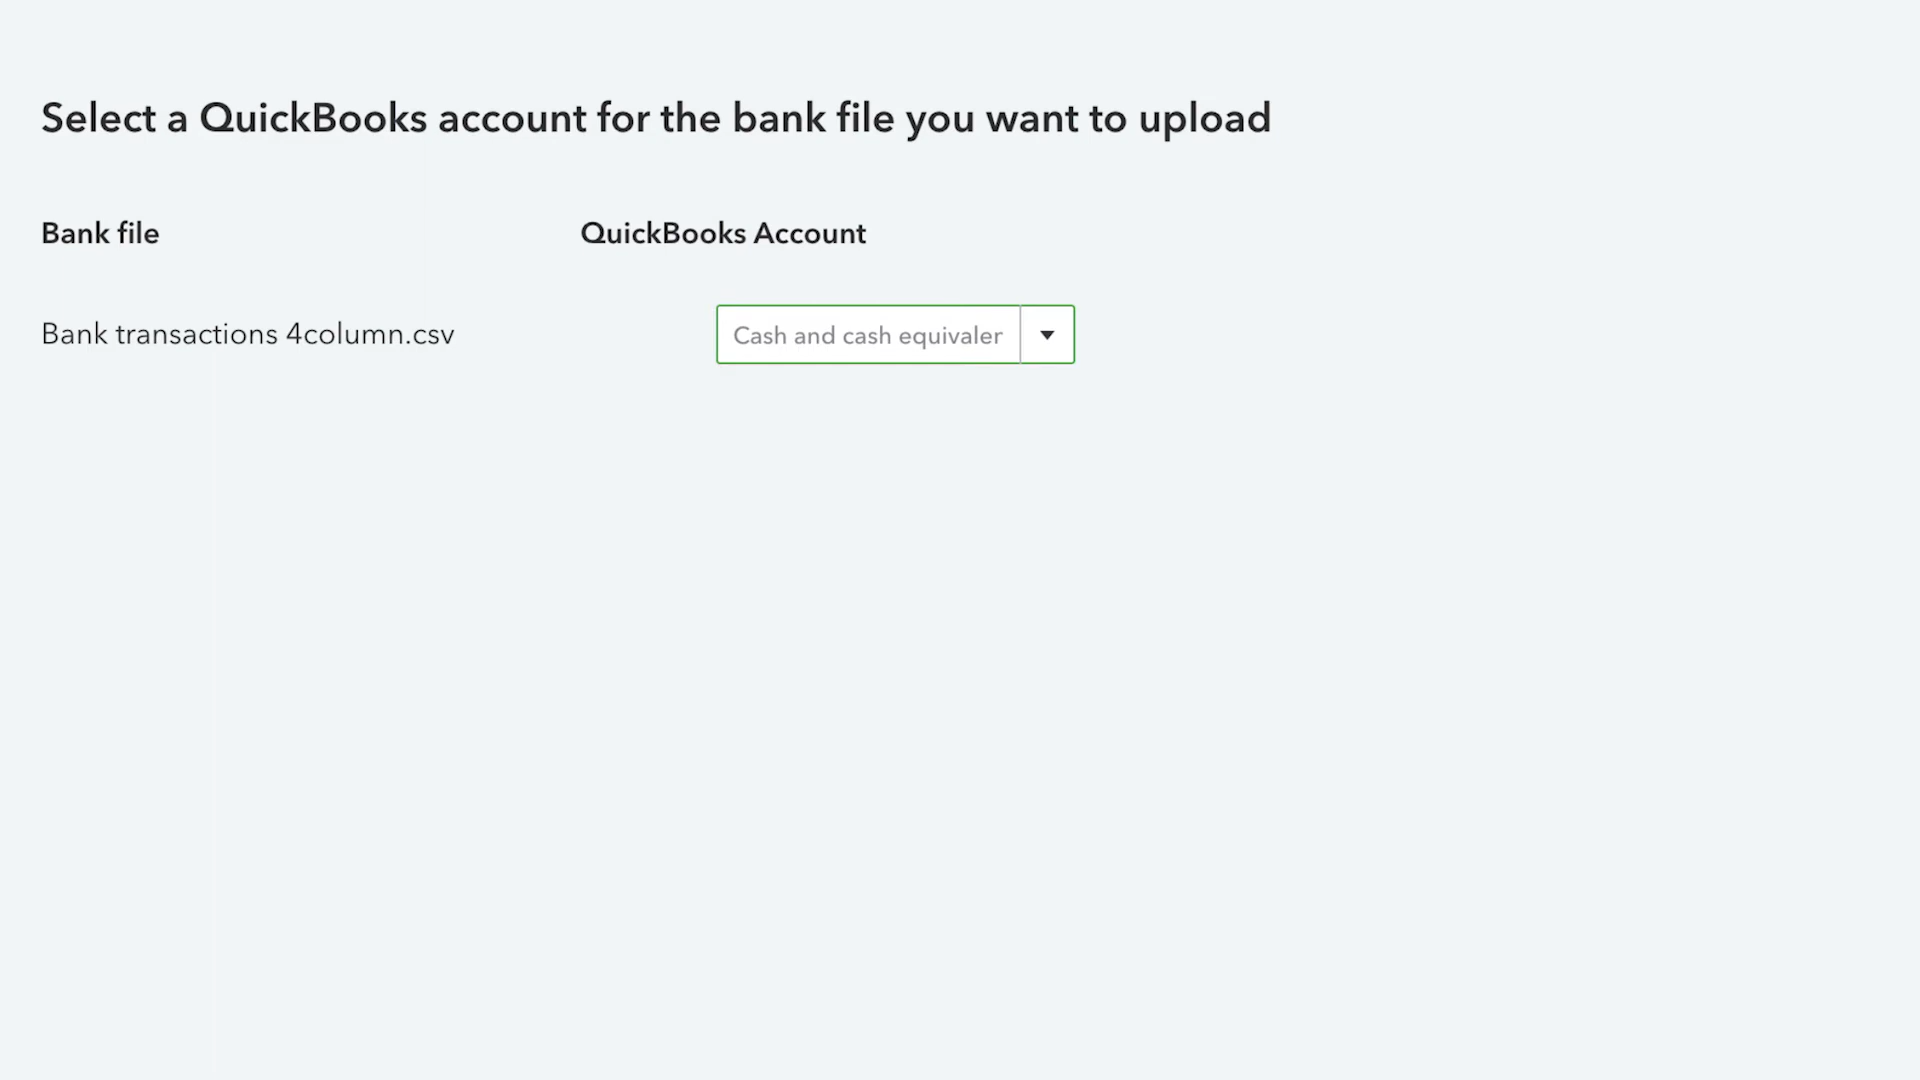 Select a QuickBooks account for the bank file you want to upload
Bank file
QuickBooks Account
Bank transactions 4column.csv
Cash and cash equivaler